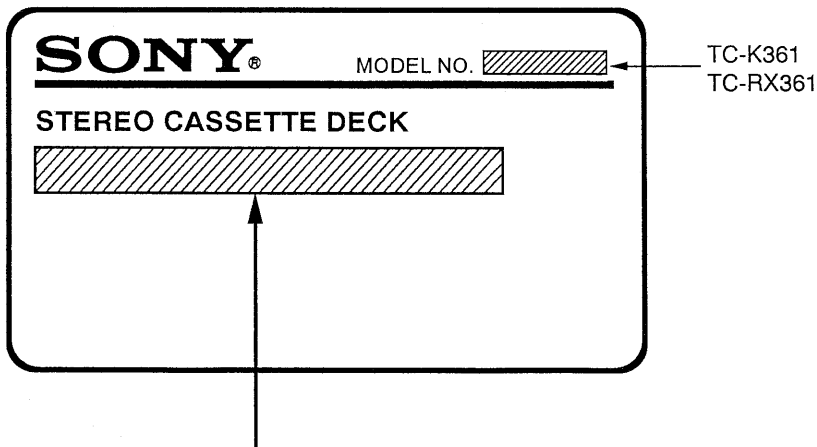 SONY®
MODEL NO.
TC-K361
TC-RX361
STEREO CASSETTE DECK